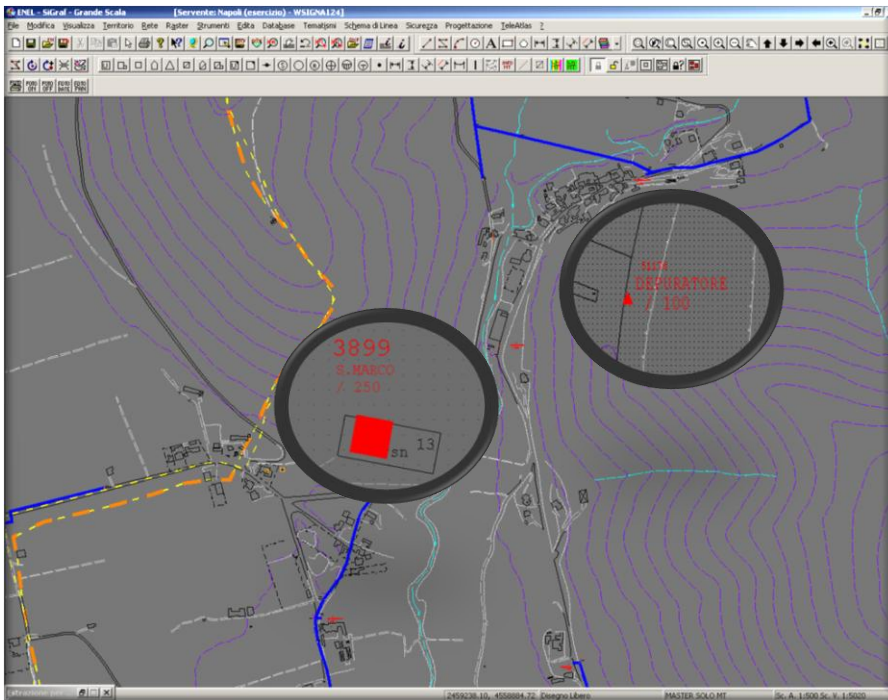 ENEL - SiGraf - Grande Scala [Servente: Napoli (esercizio) - WSIGNA124]
File Modifica Visualizza Territorio Rete Raster Strumenti Edita Database Tematismi Schema di Linea Sicurezza Progettazione TeleAtlas ?
DEPURATORE
/ 100
3899
S.MARCO
/ 250
sn 13
2459238.10, 4558884.72 Disegno Libero MASTER SOLO MT Sc. A. 1:500 Sc. V. 1:5020